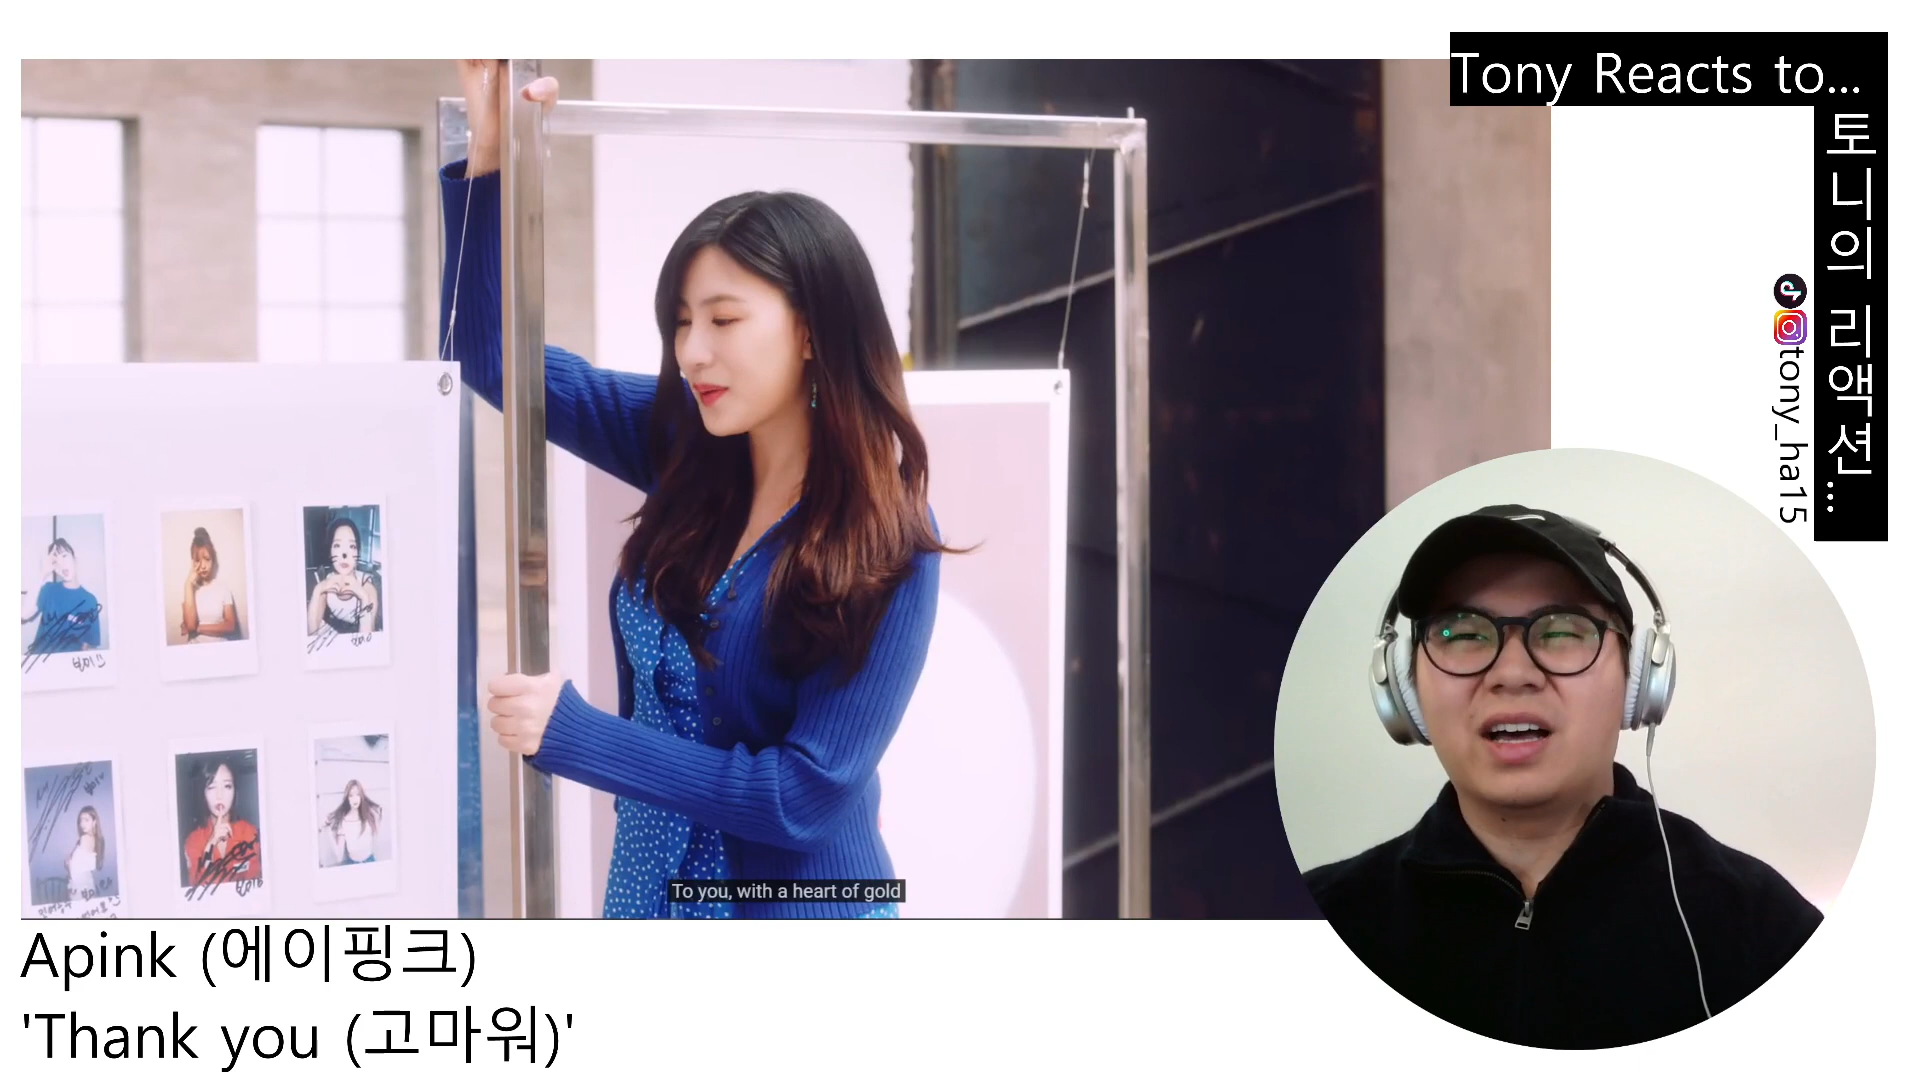 Tony Reacts to...
토니의 리액션...
tony_ha15
To you, with a heart of gold
Apink (에이핑크)
'Thank you (고마워)'